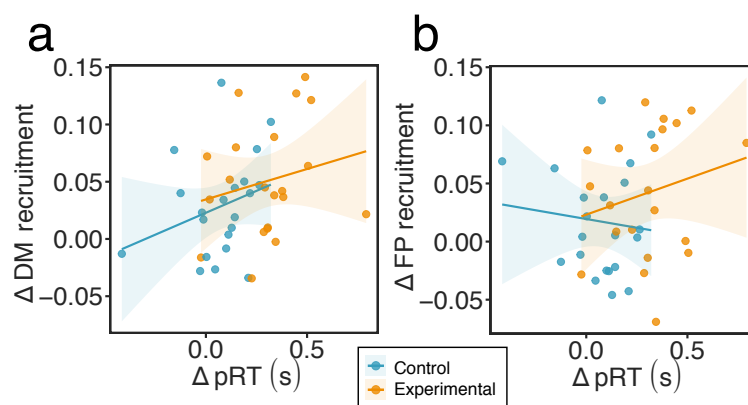 a
b
0.15
0.10
0.05
0.00
−0.05
Δ DM recruitment
0.0
0.5
Δ pRT (s)
0.15
0.10
0.05
0.00
−0.05
Δ FP recruitment
0.0
0.5
Δ pRT (s)
Control
Experimental